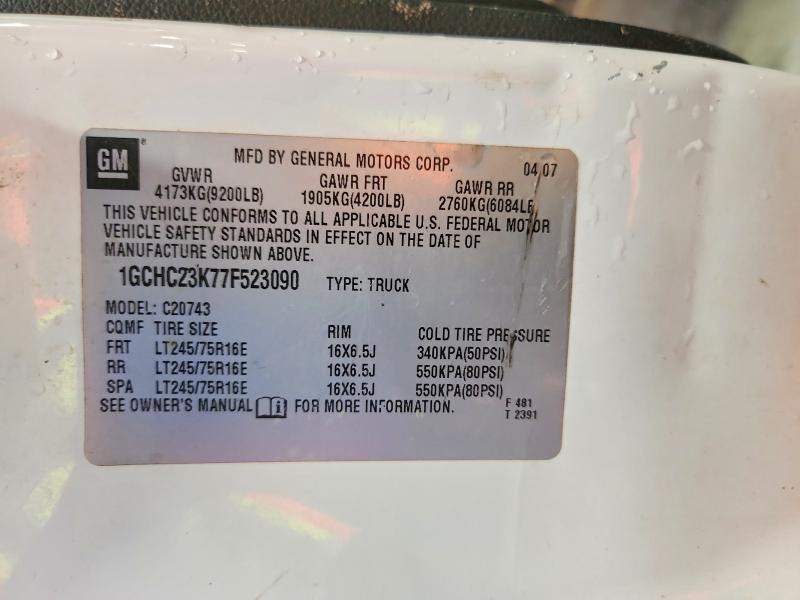 GM®
MFD BY GENERAL MOTORS CORP. 04 07
GVWR GAWR FRT GAWR RR
4173KG(9200LB) 1905KG(4200LB) 2760KG(6084LB
THIS VEHICLE CONFORMS TO ALL APPLICABLE U.S. FEDERAL MOTOR
VEHICLE SAFETY STANDARDS IN EFFECT ON THE DATE OF
MANUFACTURE SHOWN ABOVE.
1GCHC23K77F523090 TYPE: TRUCK
MODEL: C20743
CQMF TIRE SIZE RIM COLD TIRE PRESSURE
FRT LT245/75R16E 16X6.5J 340KPA(50PSI)
RR LT245/75R16E 16X6.5J 550KPA(80PSI)
SPA LT245/75R16E 16X6.5J 550KPA(80PSI)
SEE OWNER'S MANUAL i FOR MORE INFORMATION. F 481
T 2391